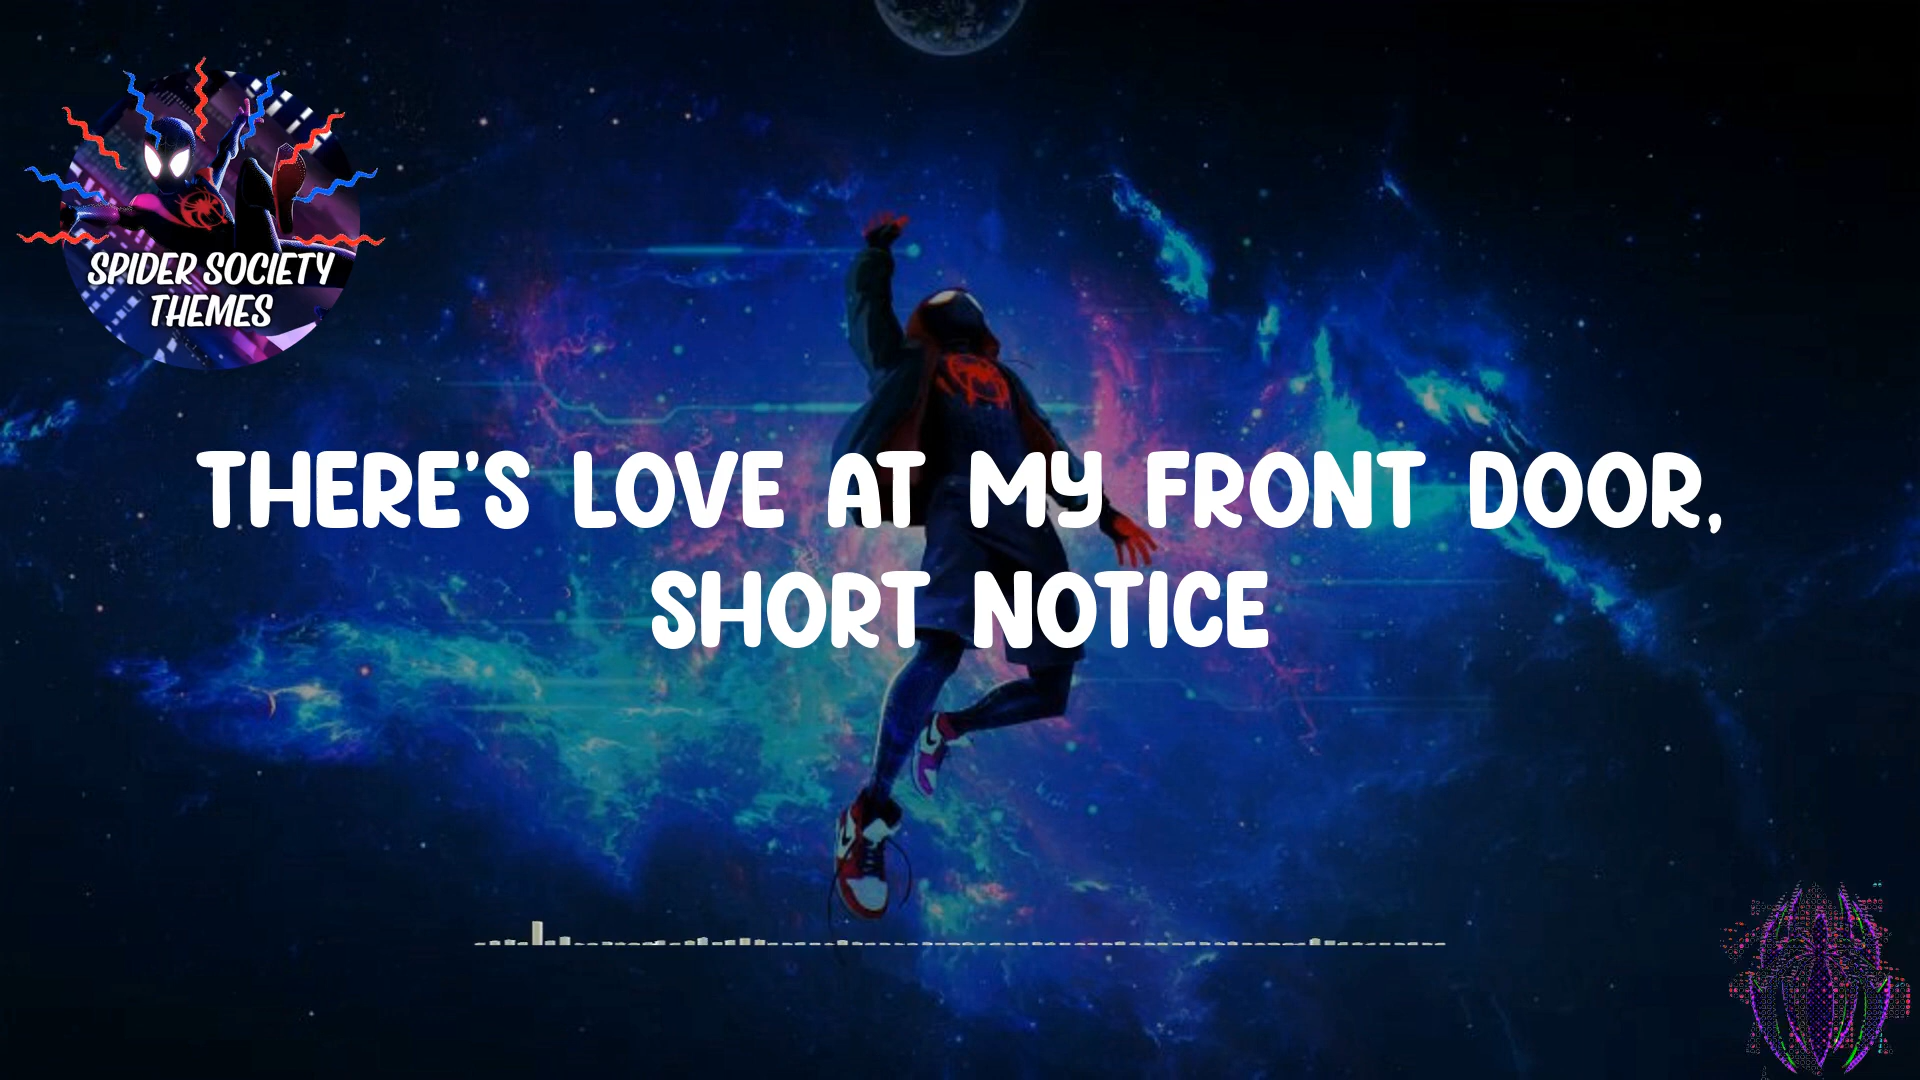 SPIDER SOCIETY
THEMES
THERE'S LOVE AT MY FRONT DOOR,
SHORT NOTICE